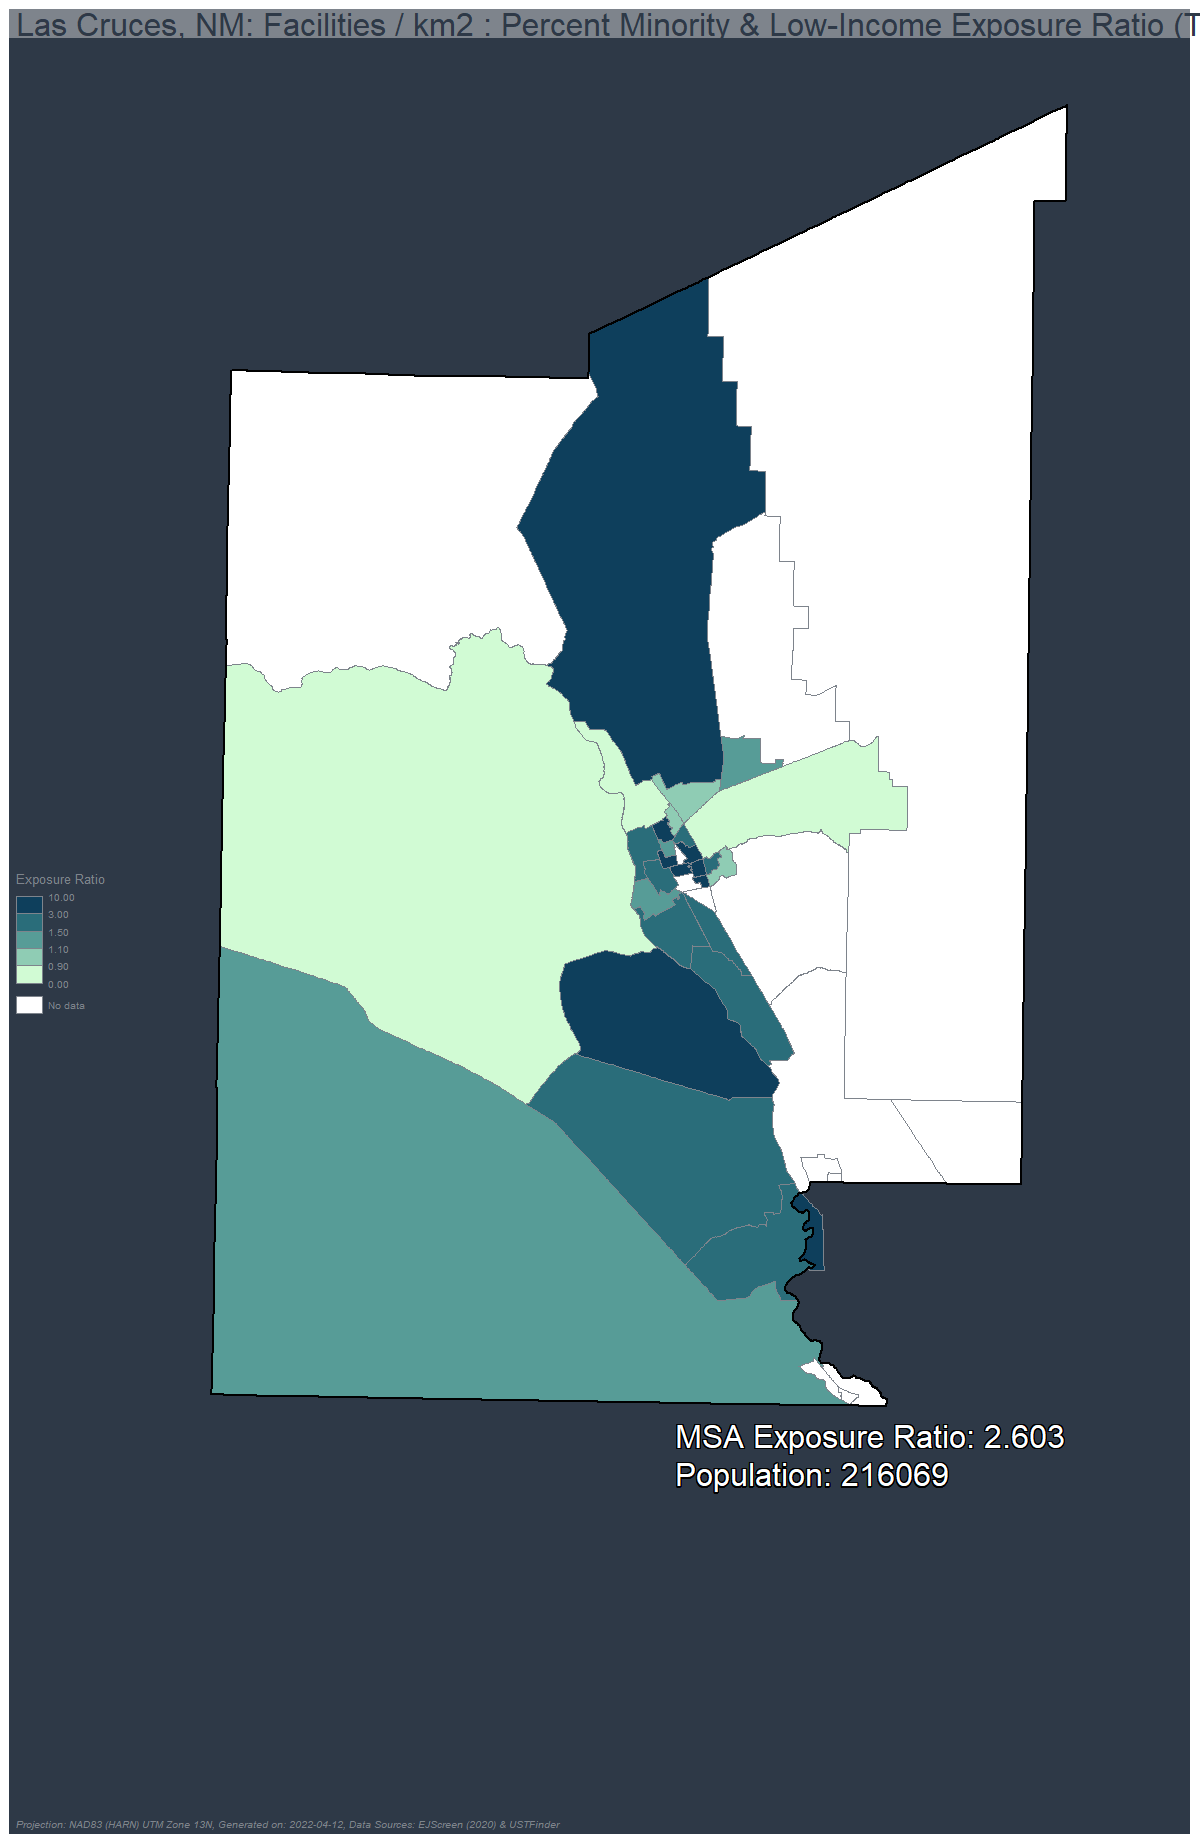 Las Cruces, NM: Facilities / km2 : Percent Minority & Low-Income Exposure Ratio (T
Exposure Ratio
10.00
3.00
1.50
1.10
0.90
0.00
No data
MSA Exposure Ratio: 2.603
Population: 216069
Projection: NAD83 (HARN) UTM Zone 13N, Generated on: 2022-04-12, Data Sources: EJScreen (2020) & USTFinder